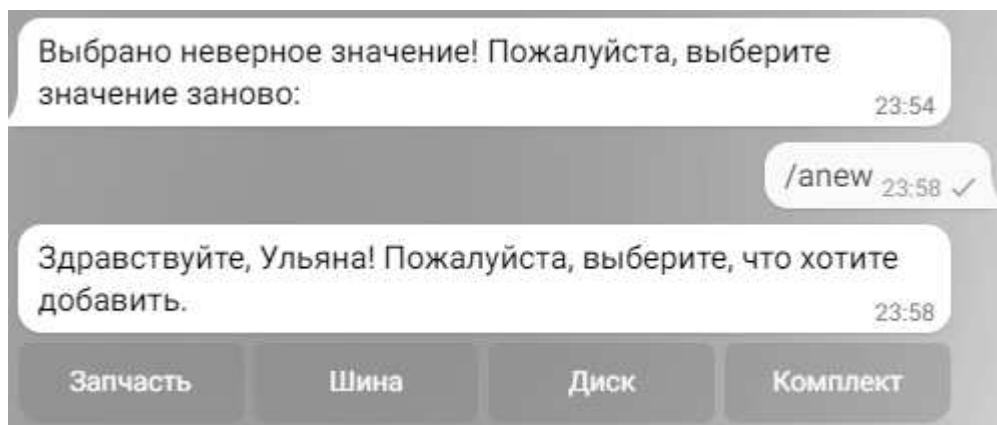 Выбрано неверное значение! Пожалуйста, выберите
значение заново:
23:54
/anew 23:58
Здравствуйте, Ульяна! Пожалуйста, выберите, что хотите
добавить.
23:58
Запчасть Шина Диск Комплект